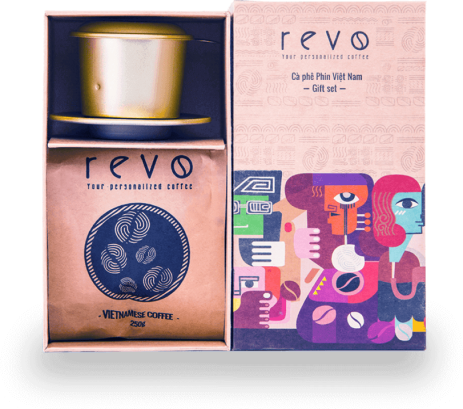 revo
Your personalized coffee
- VIETNAMESE COFFEE -
250g
revo
Your personalized coffee
Cà phê Phin Việt Nam
– Gift set –